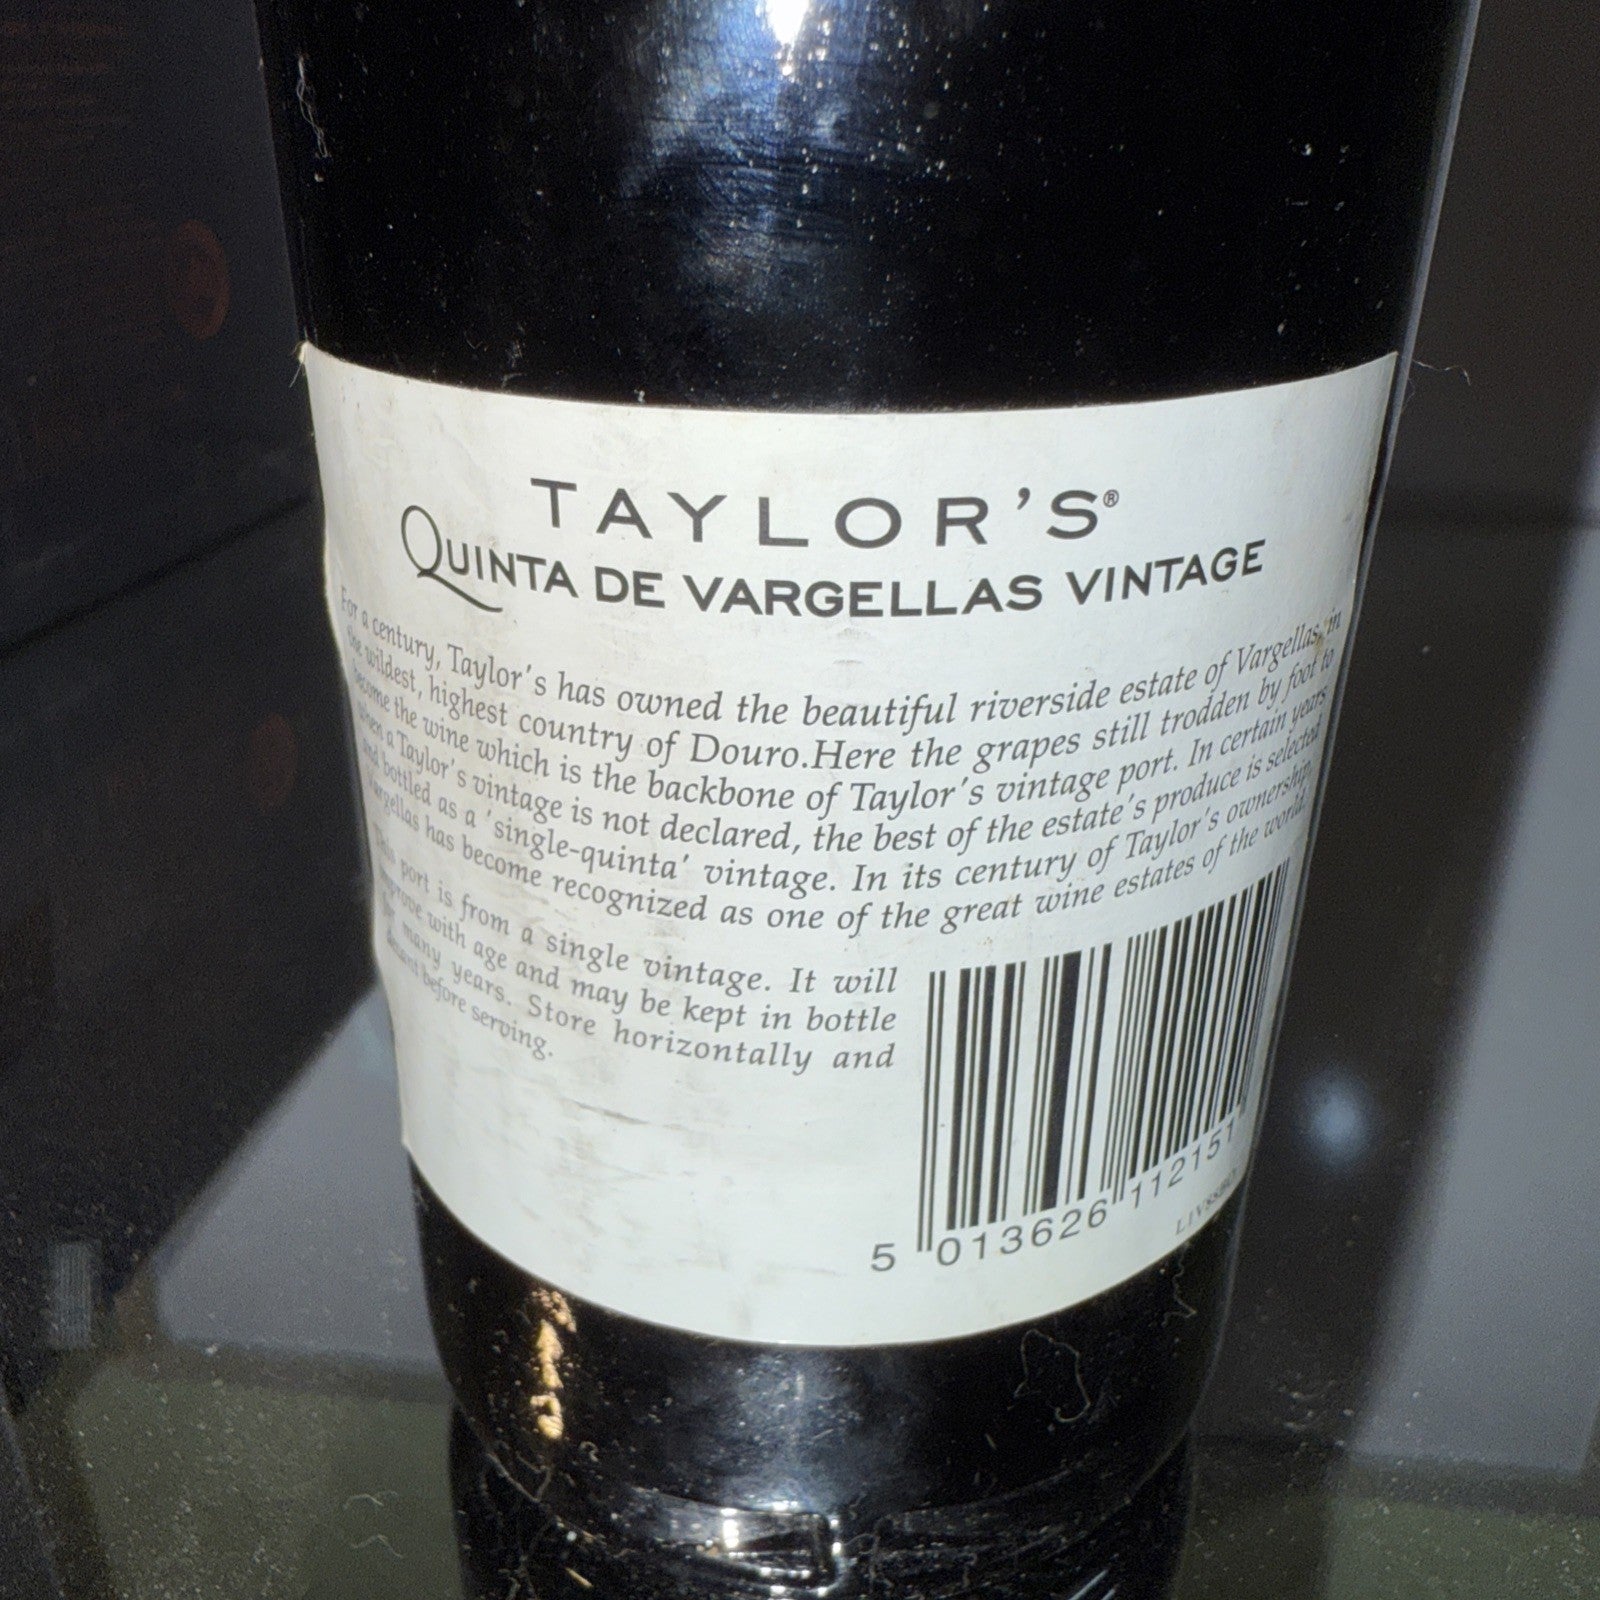 TAYLOR'S®
QUINTA DE VARGELLAS VINTAGE
For a century, Taylor's has owned the beautiful riverside estate of Vargellas, in
the wildest, highest country of Douro.Here the grapes still trodden by foot to
become the wine which is the backbone of Taylor's vintage port. In certain years
when a Taylor's vintage is not declared, the best of the estate's produce is selected
and bottled as a 'single-quinta' vintage. In its century of Taylor's ownership,
Vargellas has become recognized as one of the great wine estates of the world.
This port is from a single vintage. It will
improve with age and may be kept in bottle
for many years. Store horizontally and
decant before serving.
5 013626 112151